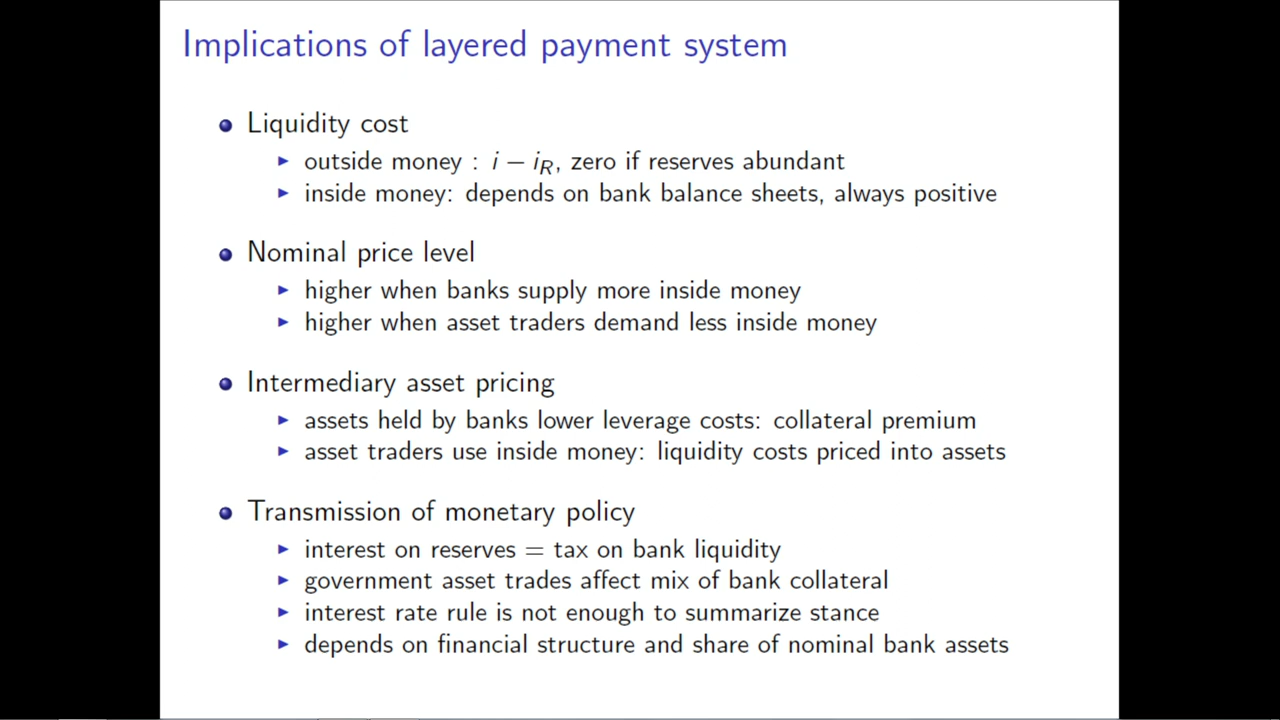 Implications of layered payment system
Liquidity cost
outside money : i − iR, zero if reserves abundant
inside money: depends on bank balance sheets, always positive
Nominal price level
higher when banks supply more inside money
higher when asset traders demand less inside money
Intermediary asset pricing
assets held by banks lower leverage costs: collateral premium
asset traders use inside money: liquidity costs priced into assets
Transmission of monetary policy
interest on reserves = tax on bank liquidity
government asset trades affect mix of bank collateral
interest rate rule is not enough to summarize stance
depends on financial structure and share of nominal bank assets